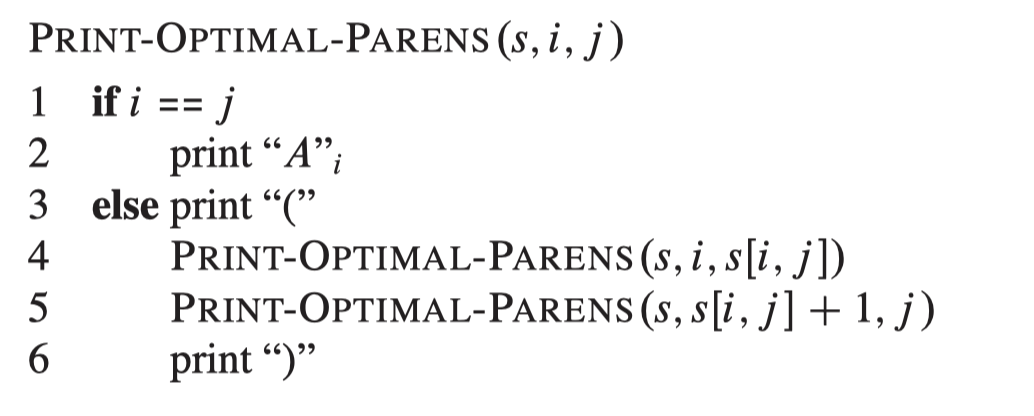 PRINT-OPTIMAL-PARENS(s, i, j)
1 if i == j
2 print “A”ᵢ
3 else print “(”
4 PRINT-OPTIMAL-PARENS(s, i, s[i, j])
5 PRINT-OPTIMAL-PARENS(s, s[i, j] + 1, j)
6 print “)”